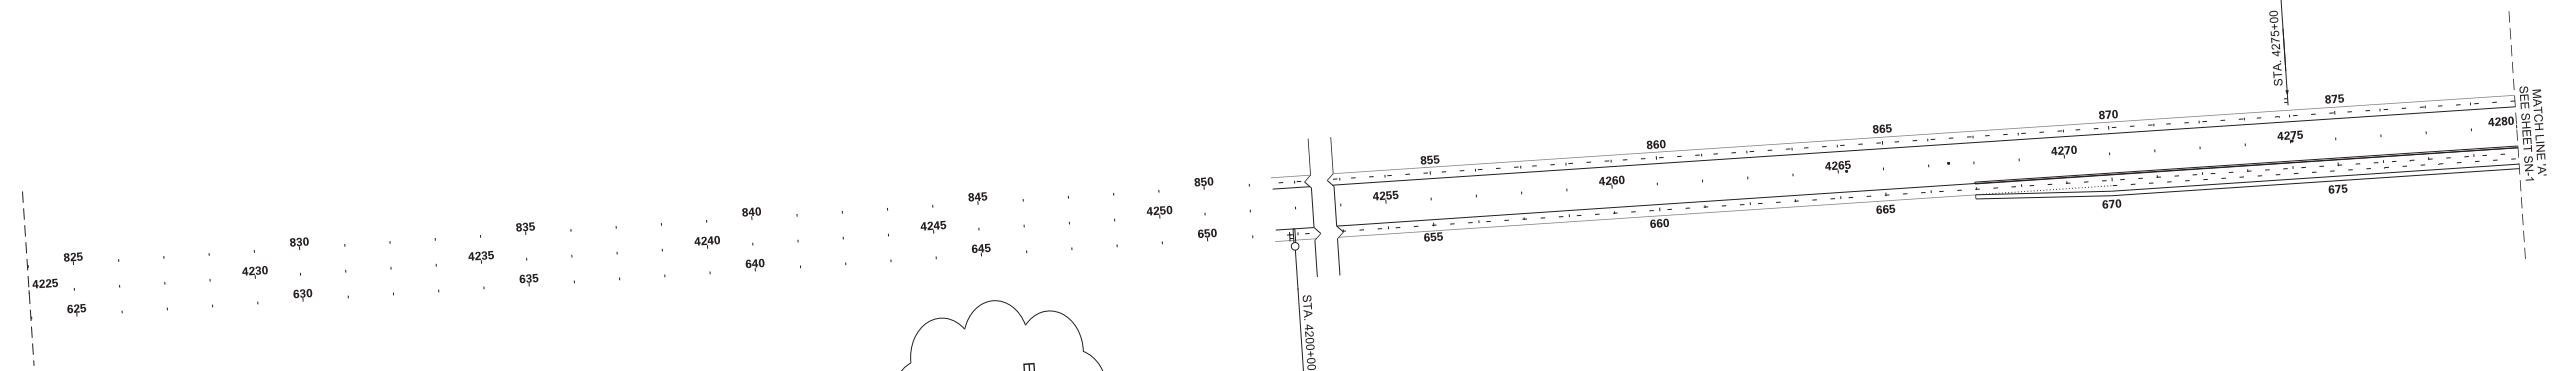 825 830 835 840 845 850 855 860 865 870 875
4225 4230 4235 4240 4245 4250 4255 4260 4265 4270 4275 4280
625 630 635 640 645 650 655 660 665 670 675
STA. 4200+00
STA. 4275+00
MATCH LINE 'A'
SEE SHEET SN-1
E